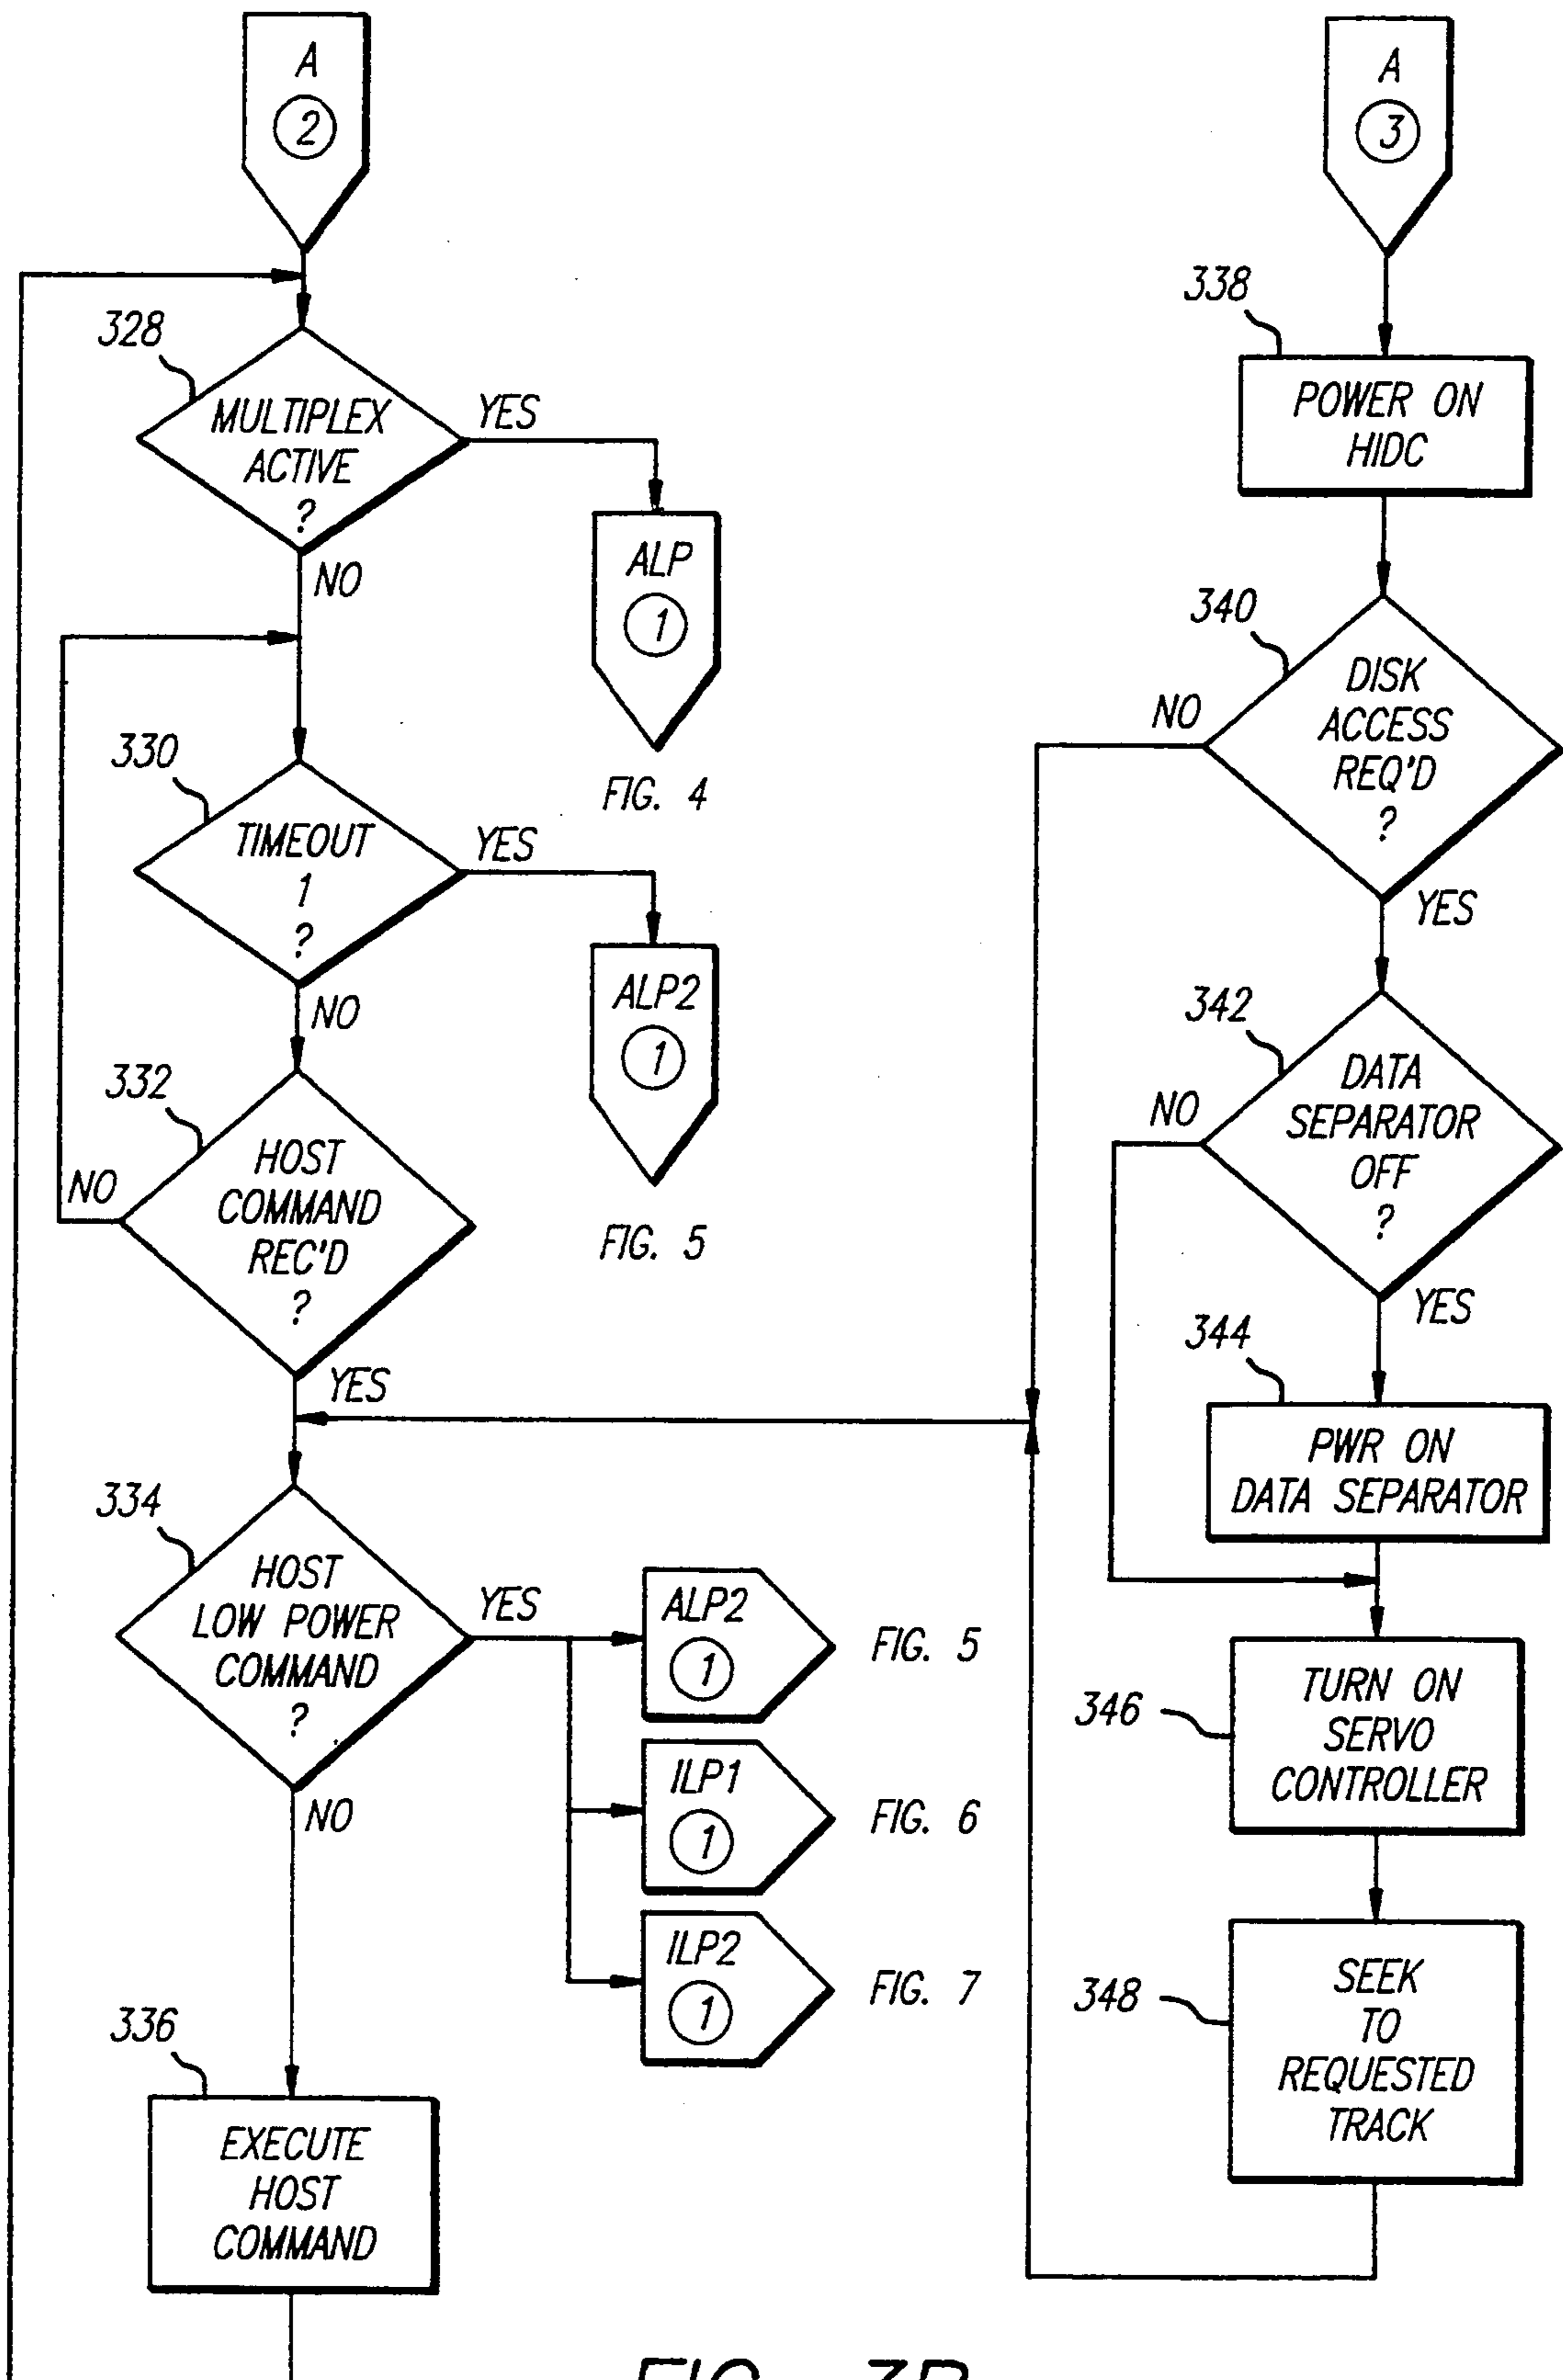 A
2
328
MULTIPLEX
ACTIVE
?
YES
NO
ALP
1
FIG. 4
330
TIMEOUT
1
?
YES
NO
ALP2
1
FIG. 5
332
HOST
COMMAND
REC'D
?
NO
YES
334
HOST
LOW POWER
COMMAND
?
YES
NO
ALP2
1
FIG. 5
ILP1
1
FIG. 6
ILP2
1
FIG. 7
336
EXECUTE
HOST
COMMAND
A
3
338
POWER ON
HIDC
340
DISK
ACCESS
REQ'D
?
NO
YES
342
DATA
SEPARATOR
OFF
?
NO
YES
344
PWR ON
DATA SEPARATOR
346
TURN ON
SERVO
CONTROLLER
348
SEEK
TO
REQUESTED
TRACK